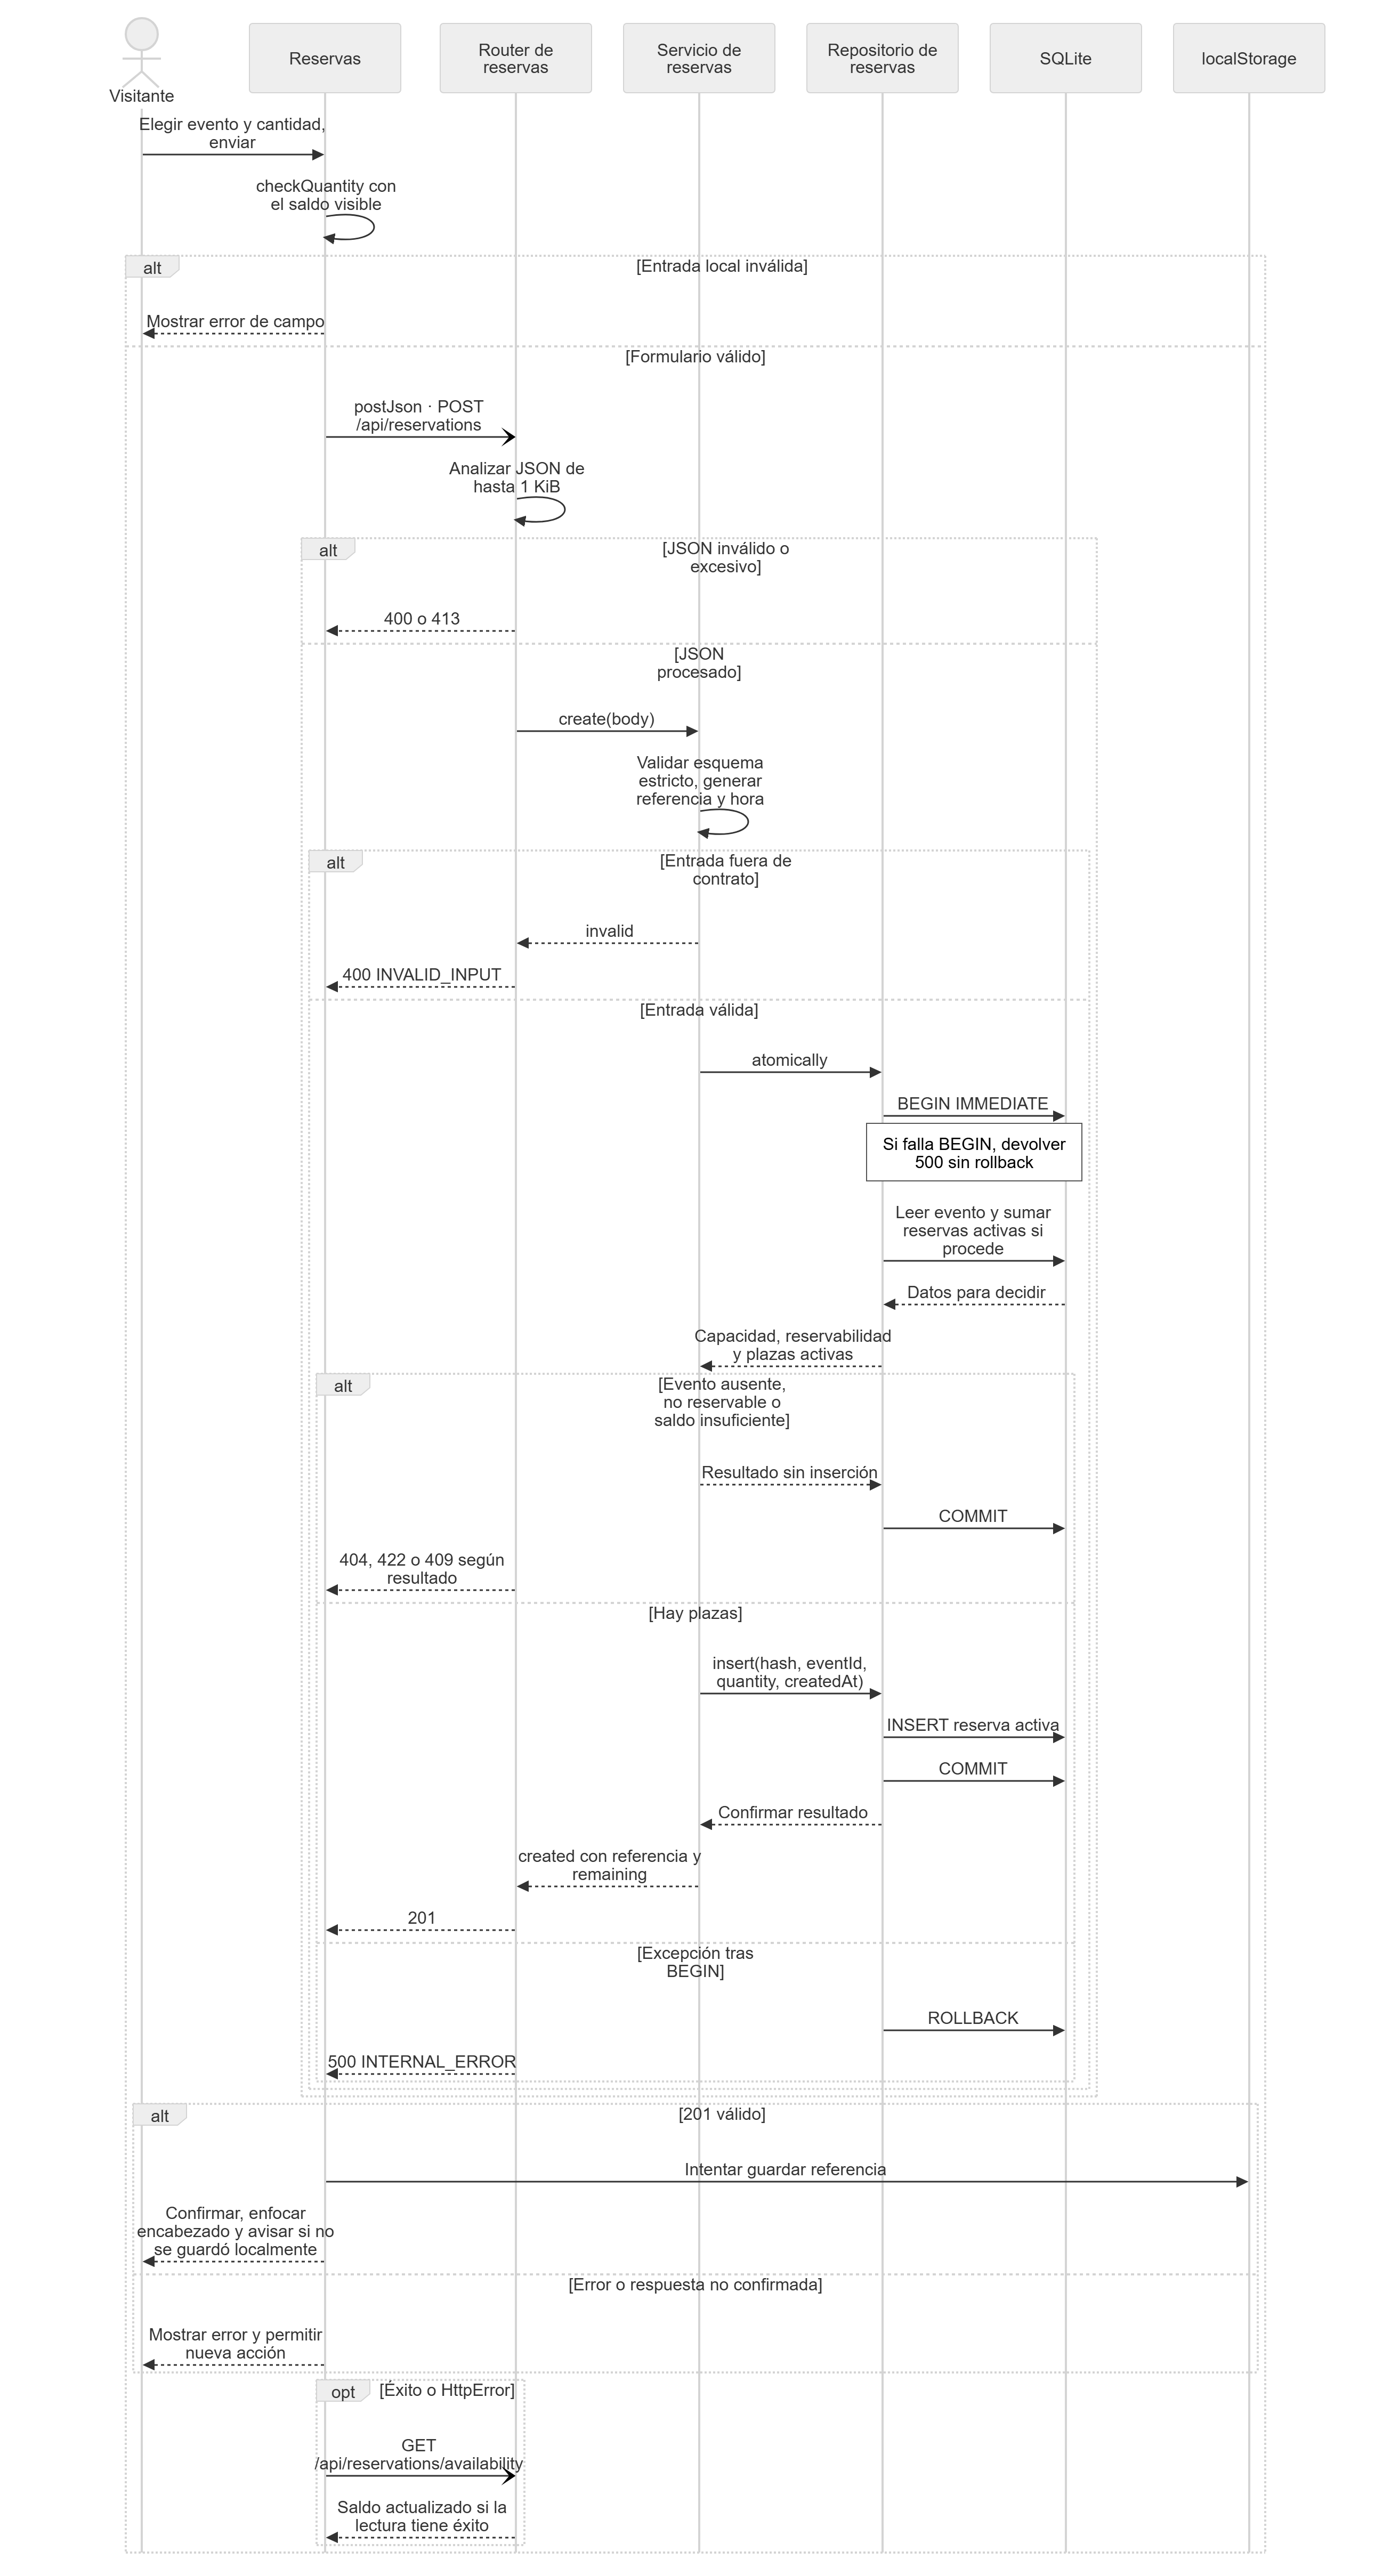 Visitante
Reservas
Router de
reservas
Servicio de
reservas
Repositorio de
reservas
SQLite
localStorage
Elegir evento y cantidad,
enviar
checkQuantity con
el saldo visible
alt
[Entrada local inválida]
Mostrar error de campo
[Formulario válido]
postJson · POST
/api/reservations
Analizar JSON de
hasta 1 KiB
alt
[JSON inválido o
excesivo]
400 o 413
[JSON
procesado]
create(body)
Validar esquema
estricto, generar
referencia y hora
alt
[Entrada fuera de
contrato]
invalid
400 INVALID_INPUT
[Entrada válida]
atomically
BEGIN IMMEDIATE
Si falla BEGIN, devolver
500 sin rollback
Leer evento y sumar
reservas activas si
procede
Datos para decidir
Capacidad, reservabilidad
y plazas activas
alt
[Evento ausente,
no reservable o
saldo insuficiente]
Resultado sin inserción
COMMIT
404, 422 o 409 según
resultado
[Hay plazas]
insert(hash, eventId,
quantity, createdAt)
INSERT reserva activa
COMMIT
Confirmar resultado
created con referencia y
remaining
201
[Excepción tras
BEGIN]
ROLLBACK
500 INTERNAL_ERROR
alt
[201 válido]
Intentar guardar referencia
Confirmar, enfocar
encabezado y avisar si no
se guardó localmente
[Error o respuesta no confirmada]
Mostrar error y permitir
nueva acción
opt
[Éxito o HttpError]
GET
/api/reservations/availability
Saldo actualizado si la
lectura tiene éxito